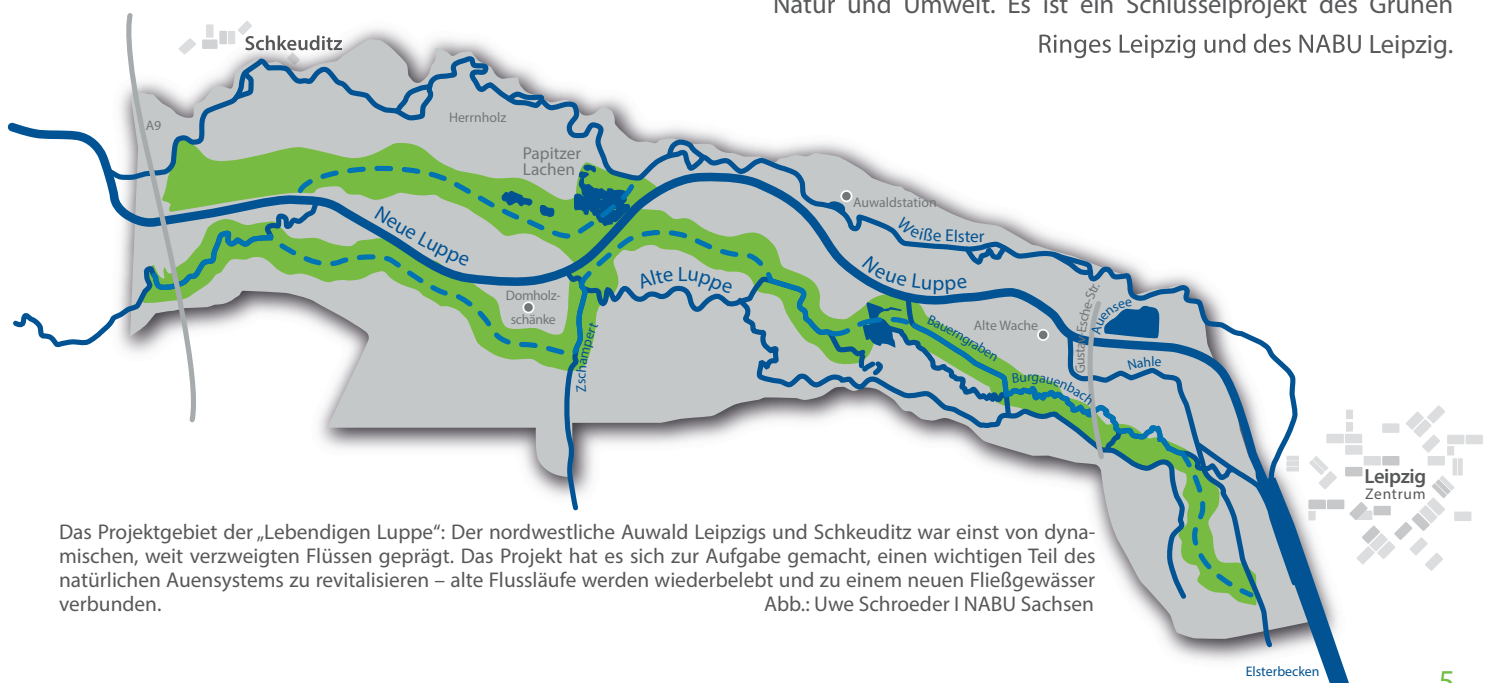 Natur und Umwelt. Es ist ein Schlüsselprojekt des Grünen
Ringes Leipzig und des NABU Leipzig.
Schkeuditz
A9
Herrnholz
Papitzer
Lachen
Auwaldstation
Weiße Elster
Neue Luppe
Neue Luppe
Alte Luppe
Domholz-
schänke
Zschampert
Bauerngraben
Alte Wache
Gustav-Esche-Str.
Auensee
Nahle
Burgauenbach
Leipzig
Zentrum
Das Projektgebiet der „Lebendigen Luppe“: Der nordwestliche Auwald Leipzigs und Schkeuditz war einst von dyna-
mischen, weit verzweigten Flüssen geprägt. Das Projekt hat es sich zur Aufgabe gemacht, einen wichtigen Teil des
natürlichen Auensystems zu revitalisieren – alte Flussläufe werden wiederbelebt und zu einem neuen Fließgewässer
verbunden.
Abb.: Uwe Schroeder I NABU Sachsen
Elsterbecken
5